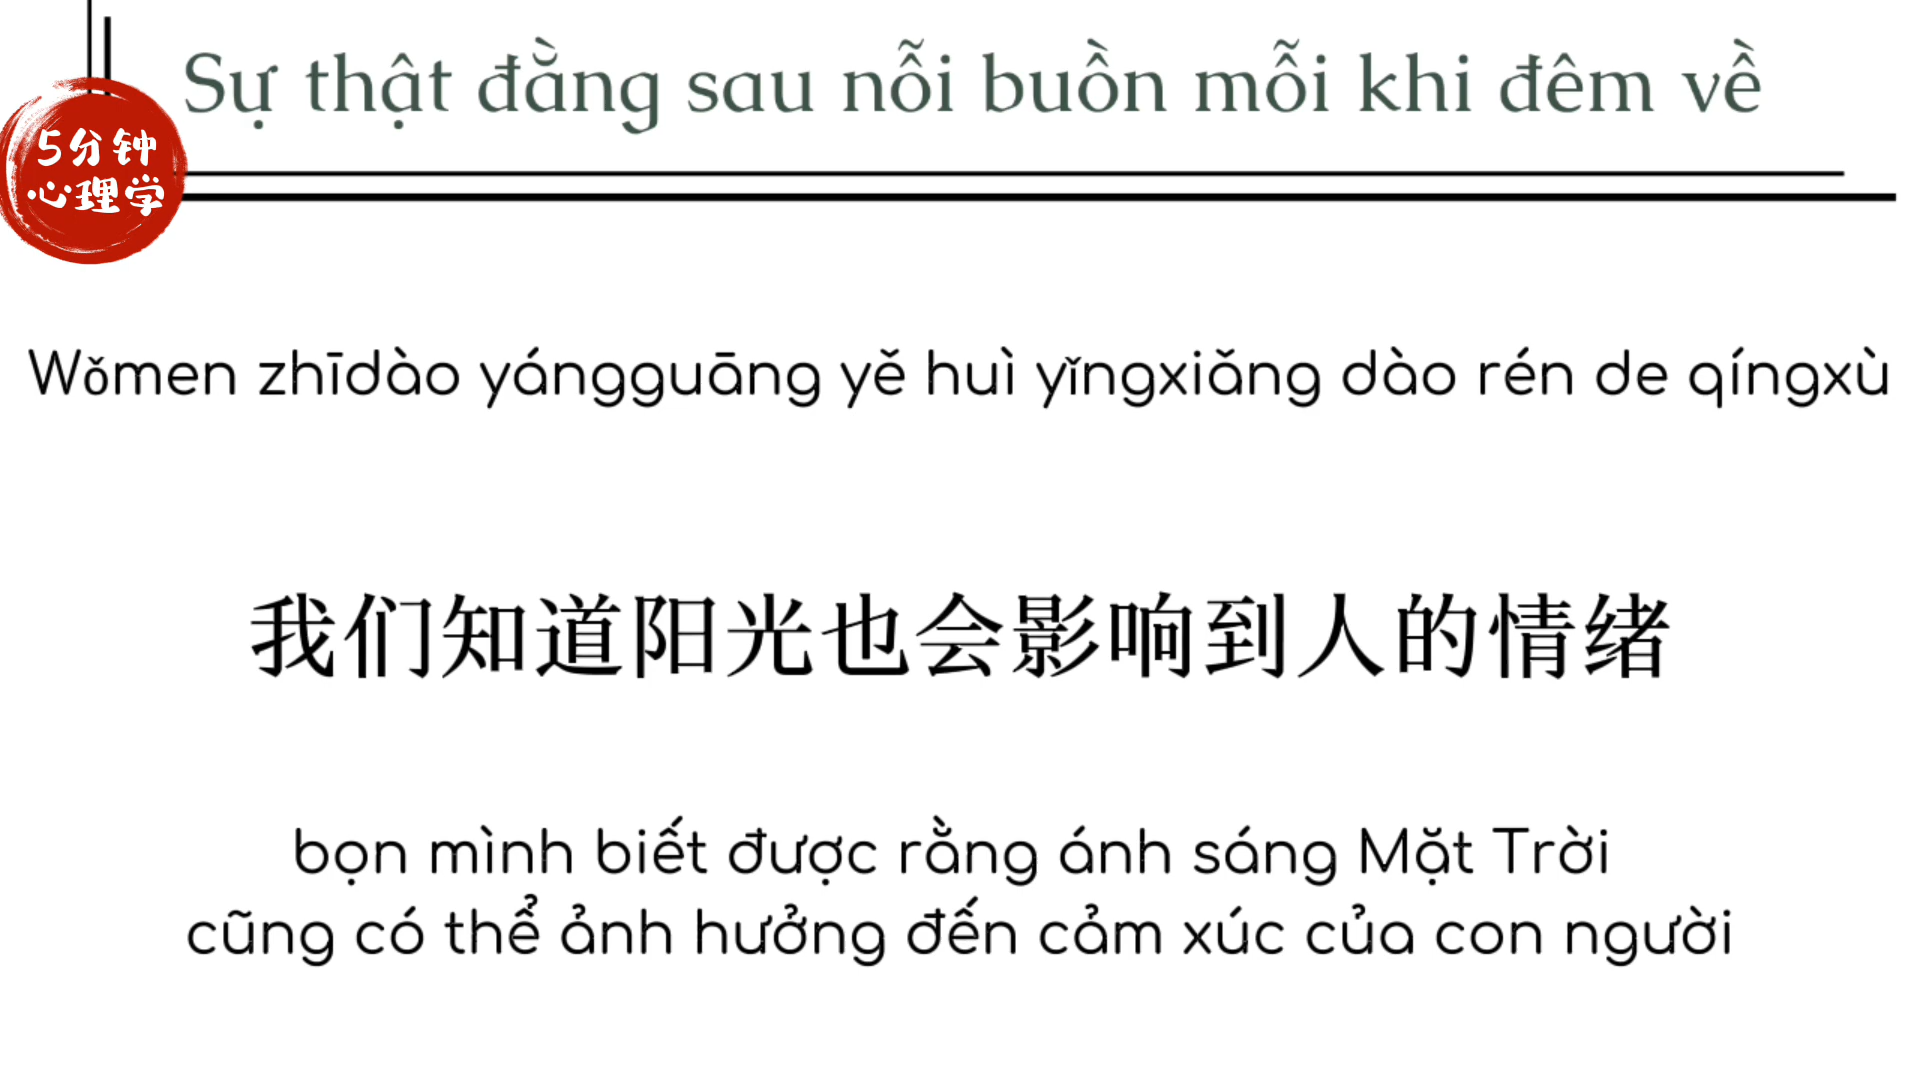 Sự thật đằng sau nỗi buồn mỗi khi đêm về
5分钟
心理学
Wǒmen zhīdào yángguāng yě huì yǐngxiǎng dào rén de qíngxù
我们知道阳光也会影响到人的情绪
bọn mình biết được rằng ánh sáng Mặt Trời
cũng có thể ảnh hưởng đến cảm xúc của con người